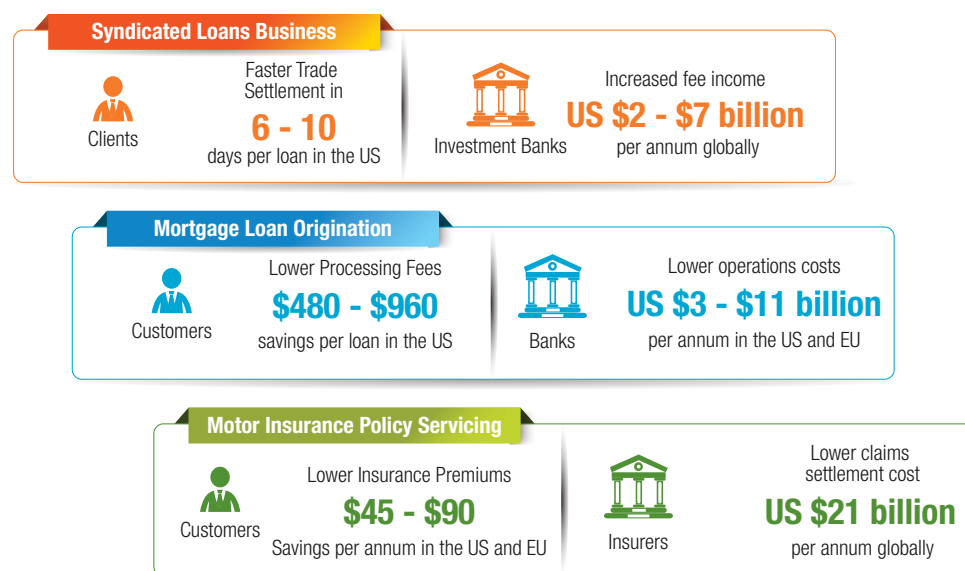 Syndicated Loans Business
Clients
Faster Trade
Settlement in
6 - 10
days per loan in the US
Investment Banks
Increased fee income
US $2 - $7 billion
per annum globally
Mortgage Loan Origination
Customers
Lower Processing Fees
$480 - $960
savings per loan in the US
Banks
Lower operations costs
US $3 - $11 billion
per annum in the US and EU
Motor Insurance Policy Servicing
Customers
Lower Insurance Premiums
$45 - $90
Savings per annum in the US and EU
Insurers
Lower claims
settlement cost
US $21 billion
per annum globally